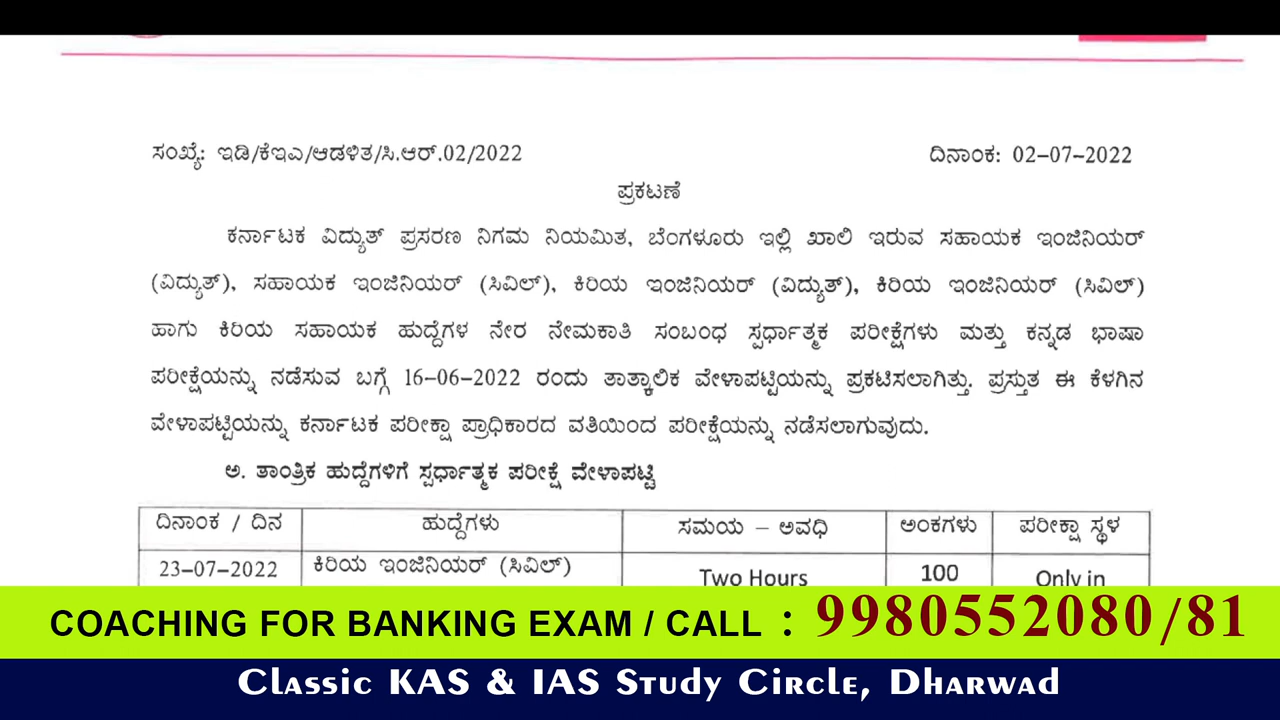 ಸಂಖ್ಯೆ: ಇಡಿ/ಕೆಇಎ/ಆಡಳಿತ/ಸಿ.ಆರ್.02/2022 ದಿನಾಂಕ: 02-07-2022
ಪ್ರಕಟಣೆ
ಕರ್ನಾಟಕ ವಿದ್ಯುತ್ ಪ್ರಸರಣ ನಿಗಮ ನಿಯಮಿತ, ಬೆಂಗಳೂರು ಇಲ್ಲಿ ಖಾಲಿ ಇರುವ ಸಹಾಯಕ ಇಂಜಿನಿಯರ್
(ವಿದ್ಯುತ್), ಸಹಾಯಕ ಇಂಜಿನಿಯರ್ (ಸಿವಿಲ್), ಕಿರಿಯ ಇಂಜಿನಿಯರ್ (ವಿದ್ಯುತ್), ಕಿರಿಯ ಇಂಜಿನಿಯರ್ (ಸಿವಿಲ್)
ಹಾಗು ಕಿರಿಯ ಸಹಾಯಕ ಹುದ್ದೆಗಳ ನೇರ ನೇಮಕಾತಿ ಸಂಬಂಧ ಸ್ಪರ್ಧಾತ್ಮಕ ಪರೀಕ್ಷೆಗಳು ಮತ್ತು ಕನ್ನಡ ಭಾಷಾ
ಪರೀಕ್ಷೆಯನ್ನು ನಡೆಸುವ ಬಗ್ಗೆ 16-06-2022 ರಂದು ತಾತ್ಕಾಲಿಕ ವೇಳಾಪಟ್ಟಿಯನ್ನು ಪ್ರಕಟಿಸಲಾಗಿತ್ತು. ಪ್ರಸ್ತುತ ಈ ಕೆಳಗಿನ
ವೇಳಾಪಟ್ಟಿಯನ್ನು ಕರ್ನಾಟಕ ಪರೀಕ್ಷಾ ಪ್ರಾಧಿಕಾರದ ವತಿಯಿಂದ ಪರೀಕ್ಷೆಯನ್ನು ನಡೆಸಲಾಗುವುದು.
ಅ. ತಾಂತ್ರಿಕ ಹುದ್ದೆಗಳಿಗೆ ಸ್ಪರ್ಧಾತ್ಮಕ ಪರೀಕ್ಷೆ ವೇಳಾಪಟ್ಟಿ
ದಿನಾಂಕ / ದಿನ ಹುದ್ದೆಗಳು ಸಮಯ – ಅವಧಿ ಅಂಕಗಳು ಪರೀಕ್ಷಾ ಸ್ಥಳ
23-07-2022 ಕಿರಿಯ ಇಂಜಿನಿಯರ್ (ಸಿವಿಲ್) Two Hours 100 Only in
COACHING FOR BANKING EXAM / CALL : 9980552080/81
Classic KAS & IAS Study Circle, Dharwad